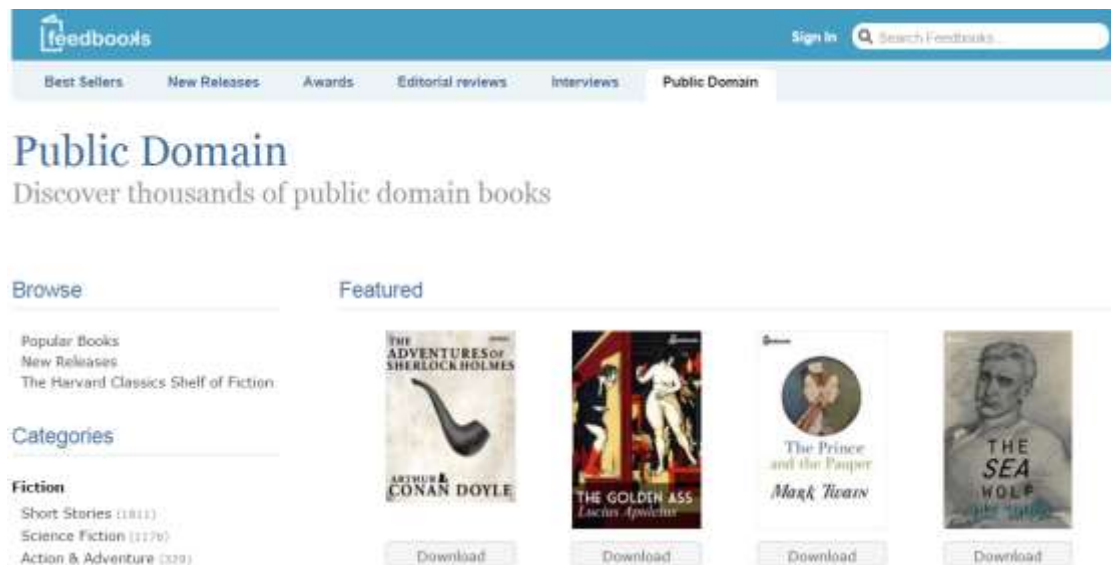 feedbooks
Sign In
Search Feedbooks
Best Sellers
New Releases
Awards
Editorial reviews
Interviews
Public Domain
Public Domain
Discover thousands of public domain books
Browse
Popular Books
New Releases
The Harvard Classics Shelf of Fiction
Categories
Fiction
Short Stories (1811)
Science Fiction
Action & Adventure
Featured
THE
ADVENTURES OF
SHERLOCK HOLMES
ARTHUR
CONAN DOYLE
Download
THE GOLDEN ASS
Lucius Apuleius
Download
The Prince
and the Pauper
Mark Twain
Download
THE
SEA
WOLF
Download